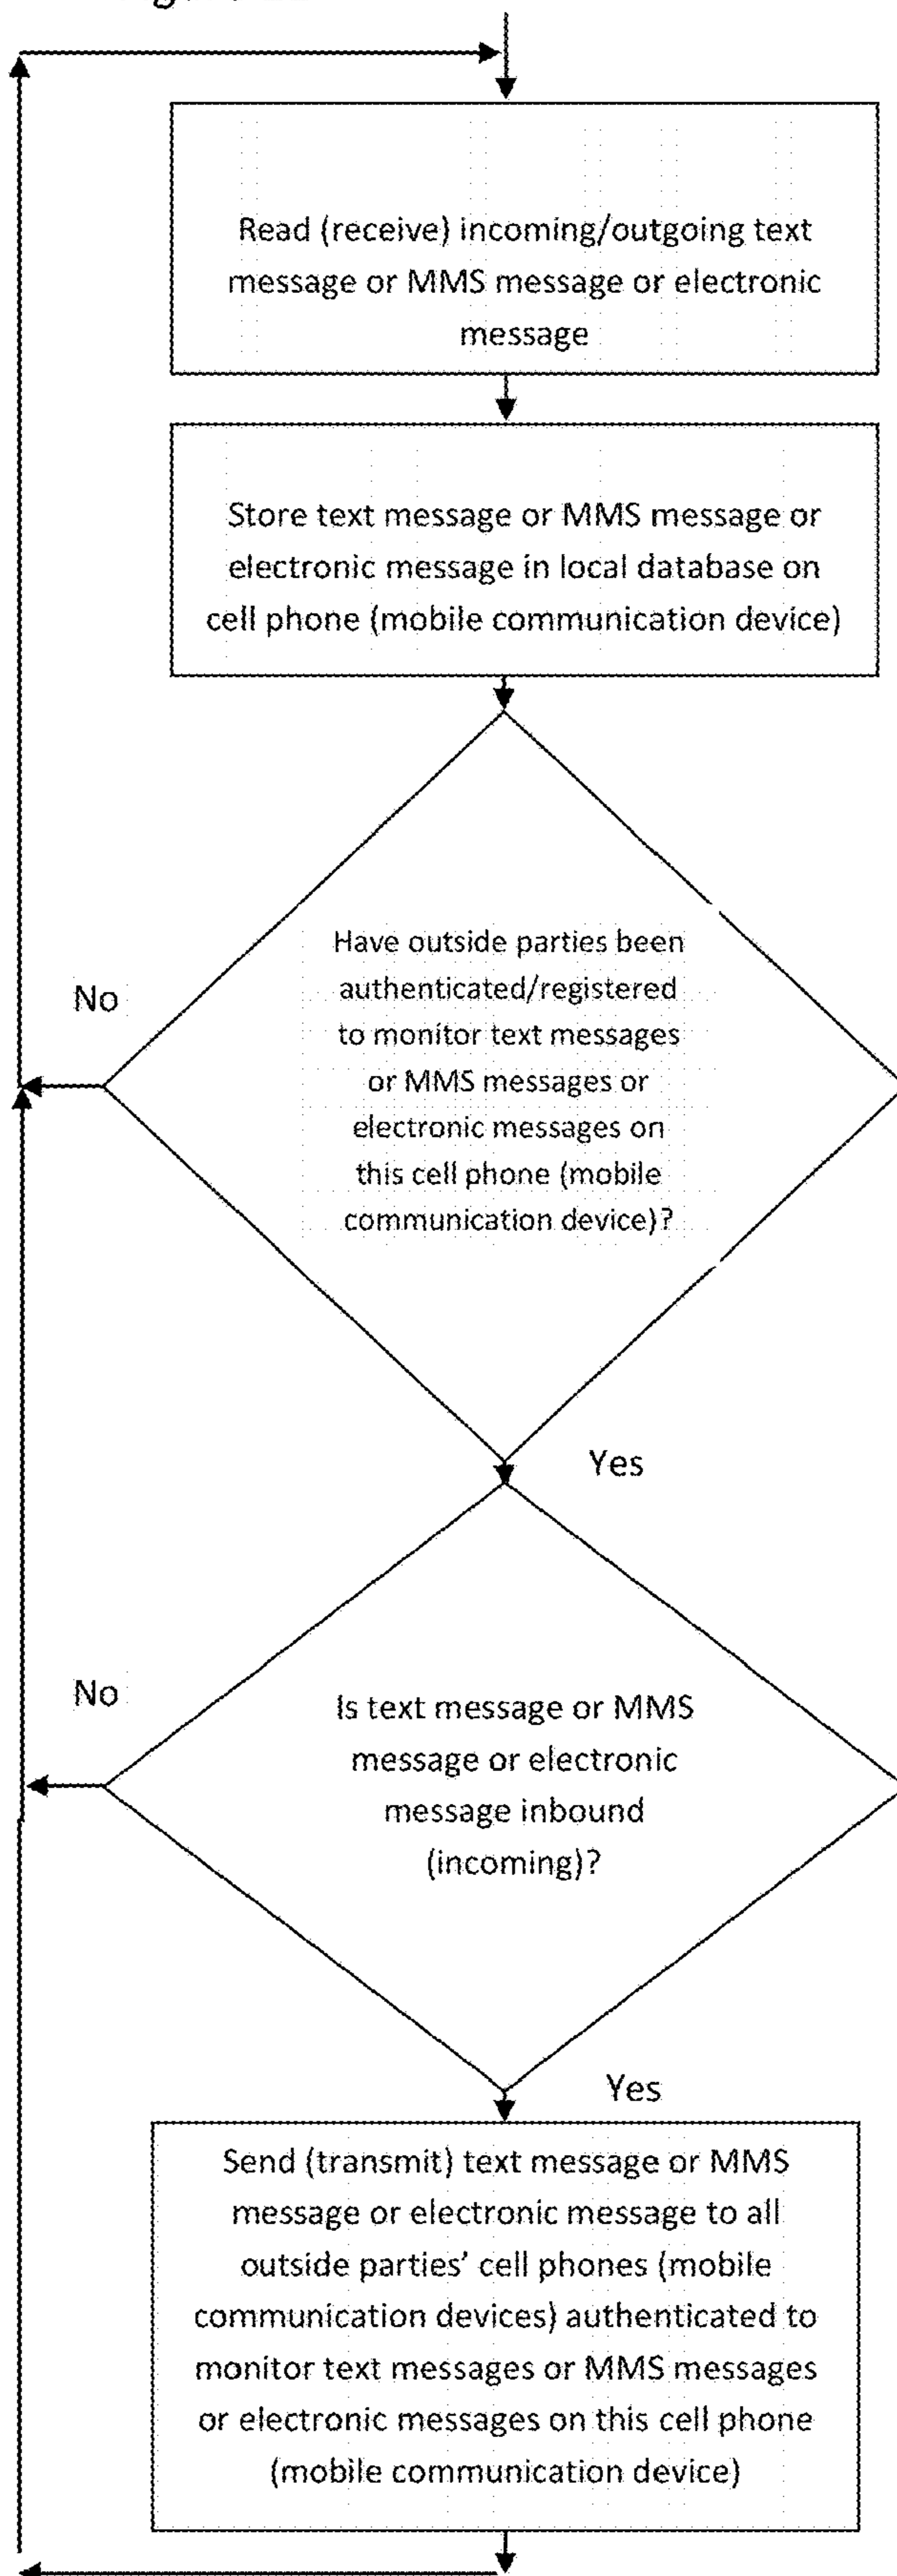 Read (receive) incoming/outgoing text
message or MMS message or electronic
message
Store text message or MMS message or
electronic message in local database on
cell phone (mobile communication device)
Have outside parties been
authenticated/registered
to monitor text messages
or MMS messages or
electronic messages on
this cell phone (mobile
communication device)?
No
Yes
Is text message or MMS
message or electronic
message inbound
(incoming)?
No
Yes
Send (transmit) text message or MMS
message or electronic message to all
outside parties' cell phones (mobile
communication devices) authenticated to
monitor text messages or MMS messages
or electronic messages on this cell phone
(mobile communication device)